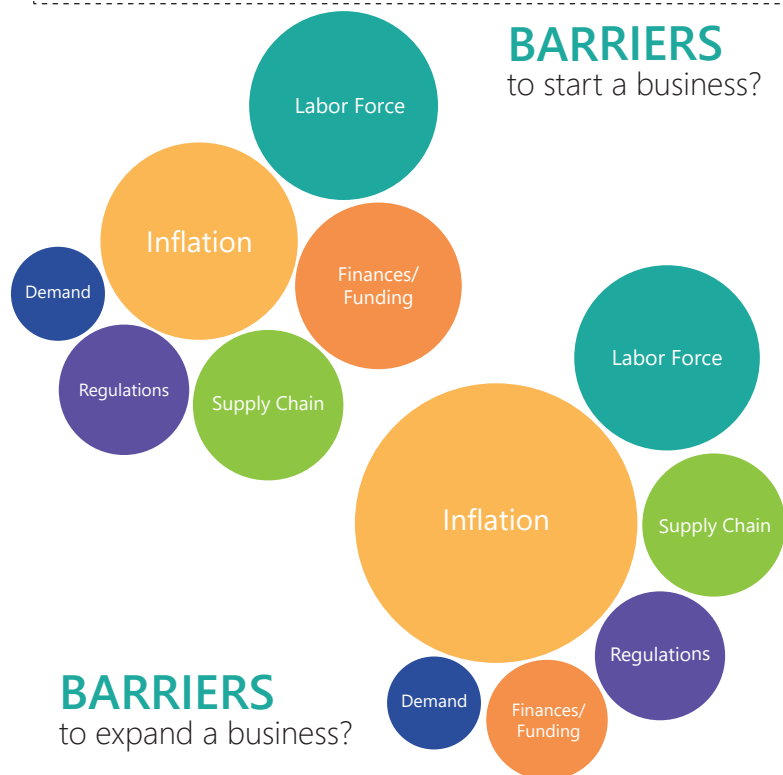 BARRIERS
to start a business?
Labor Force
Inflation
Finances/
Funding
Demand
Regulations
Supply Chain
Labor Force
Inflation
Supply Chain
Regulations
Demand
Finances/
Funding
BARRIERS
to expand a business?